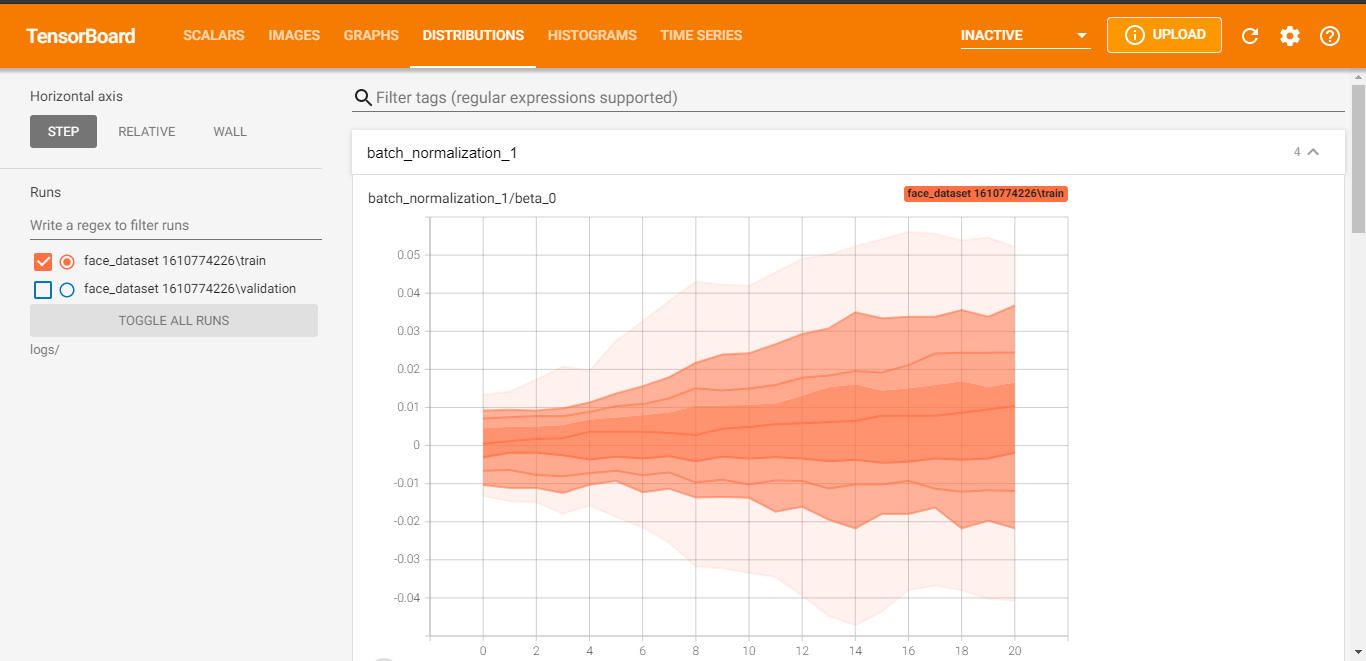 TensorBoard SCALARS IMAGES GRAPHS DISTRIBUTIONS HISTOGRAMS TIME SERIES INACTIVE UPLOAD
Horizontal axis
STEP RELATIVE WALL
Runs
Write a regex to filter runs
face_dataset 1610774226\train
face_dataset 1610774226\validation
TOGGLE ALL RUNS
logs/
Filter tags (regular expressions supported)
batch_normalization_1 4
batch_normalization_1/beta_0 face_dataset 1610774226\train
0.05
0.04
0.03
0.02
0.01
0
-0.01
-0.02
-0.03
-0.04
0 2 4 6 8 10 12 14 16 18 20